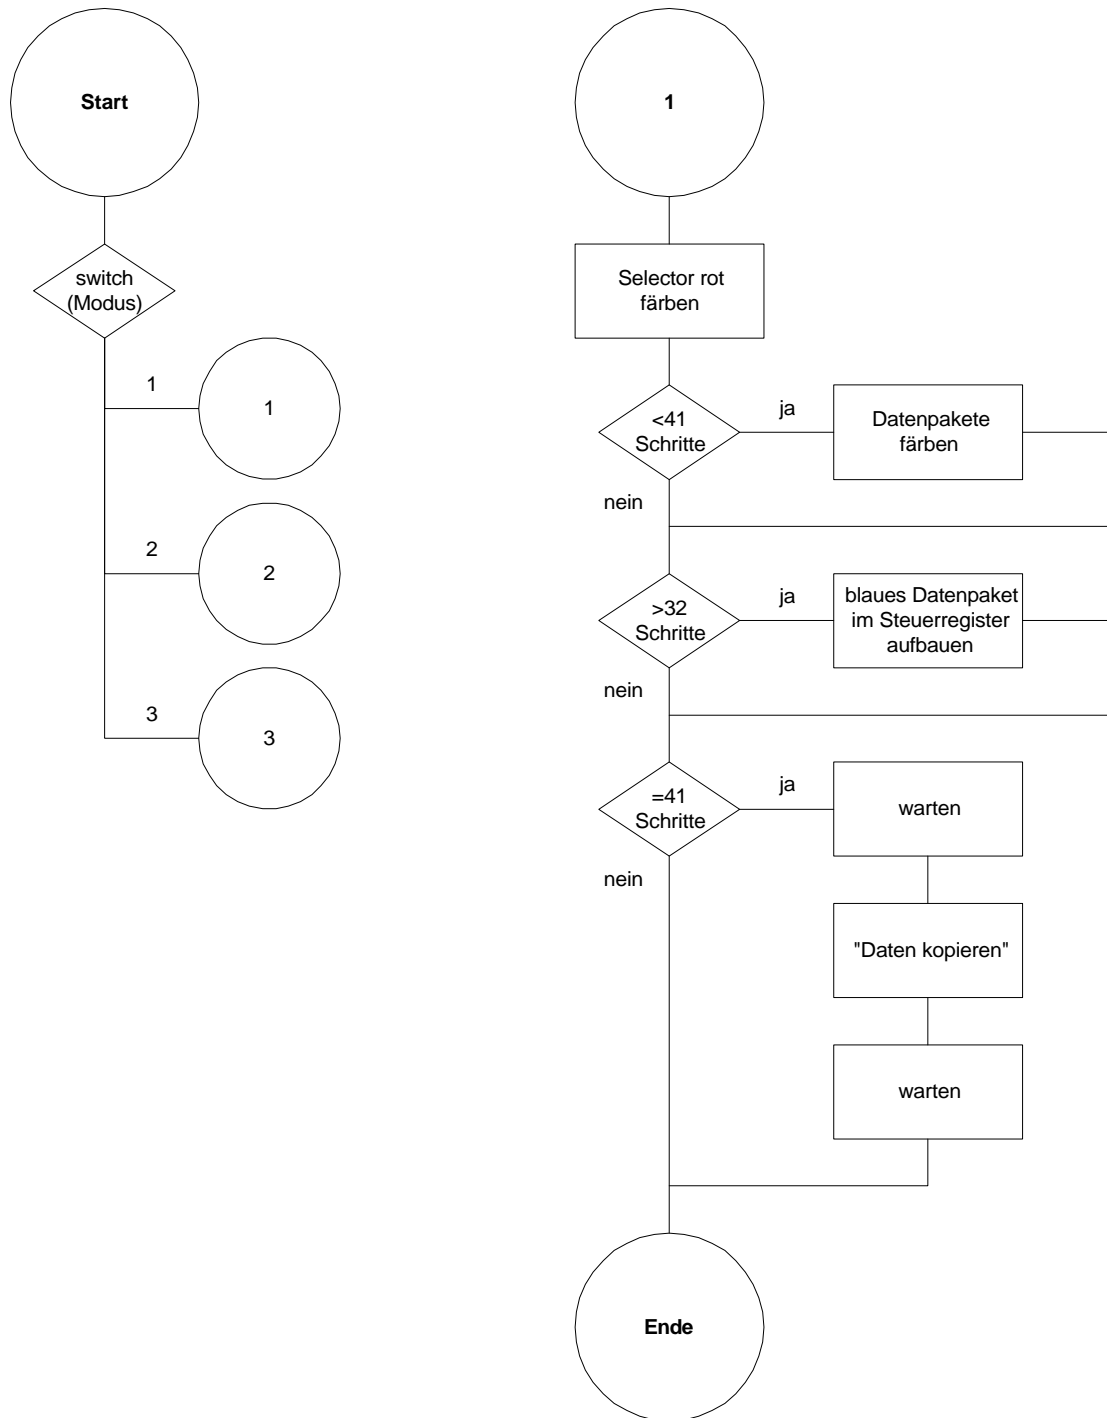 Start
switch
(Modus)
1
1
2
2
3
3
1
Selector rot
färben
<41
Schritte
ja
Datenpakete
färben
nein
>32
Schritte
ja
blaues Datenpaket
im Steuerregister
aufbauen
nein
=41
Schritte
ja
warten
nein
"Daten kopieren"
warten
Ende